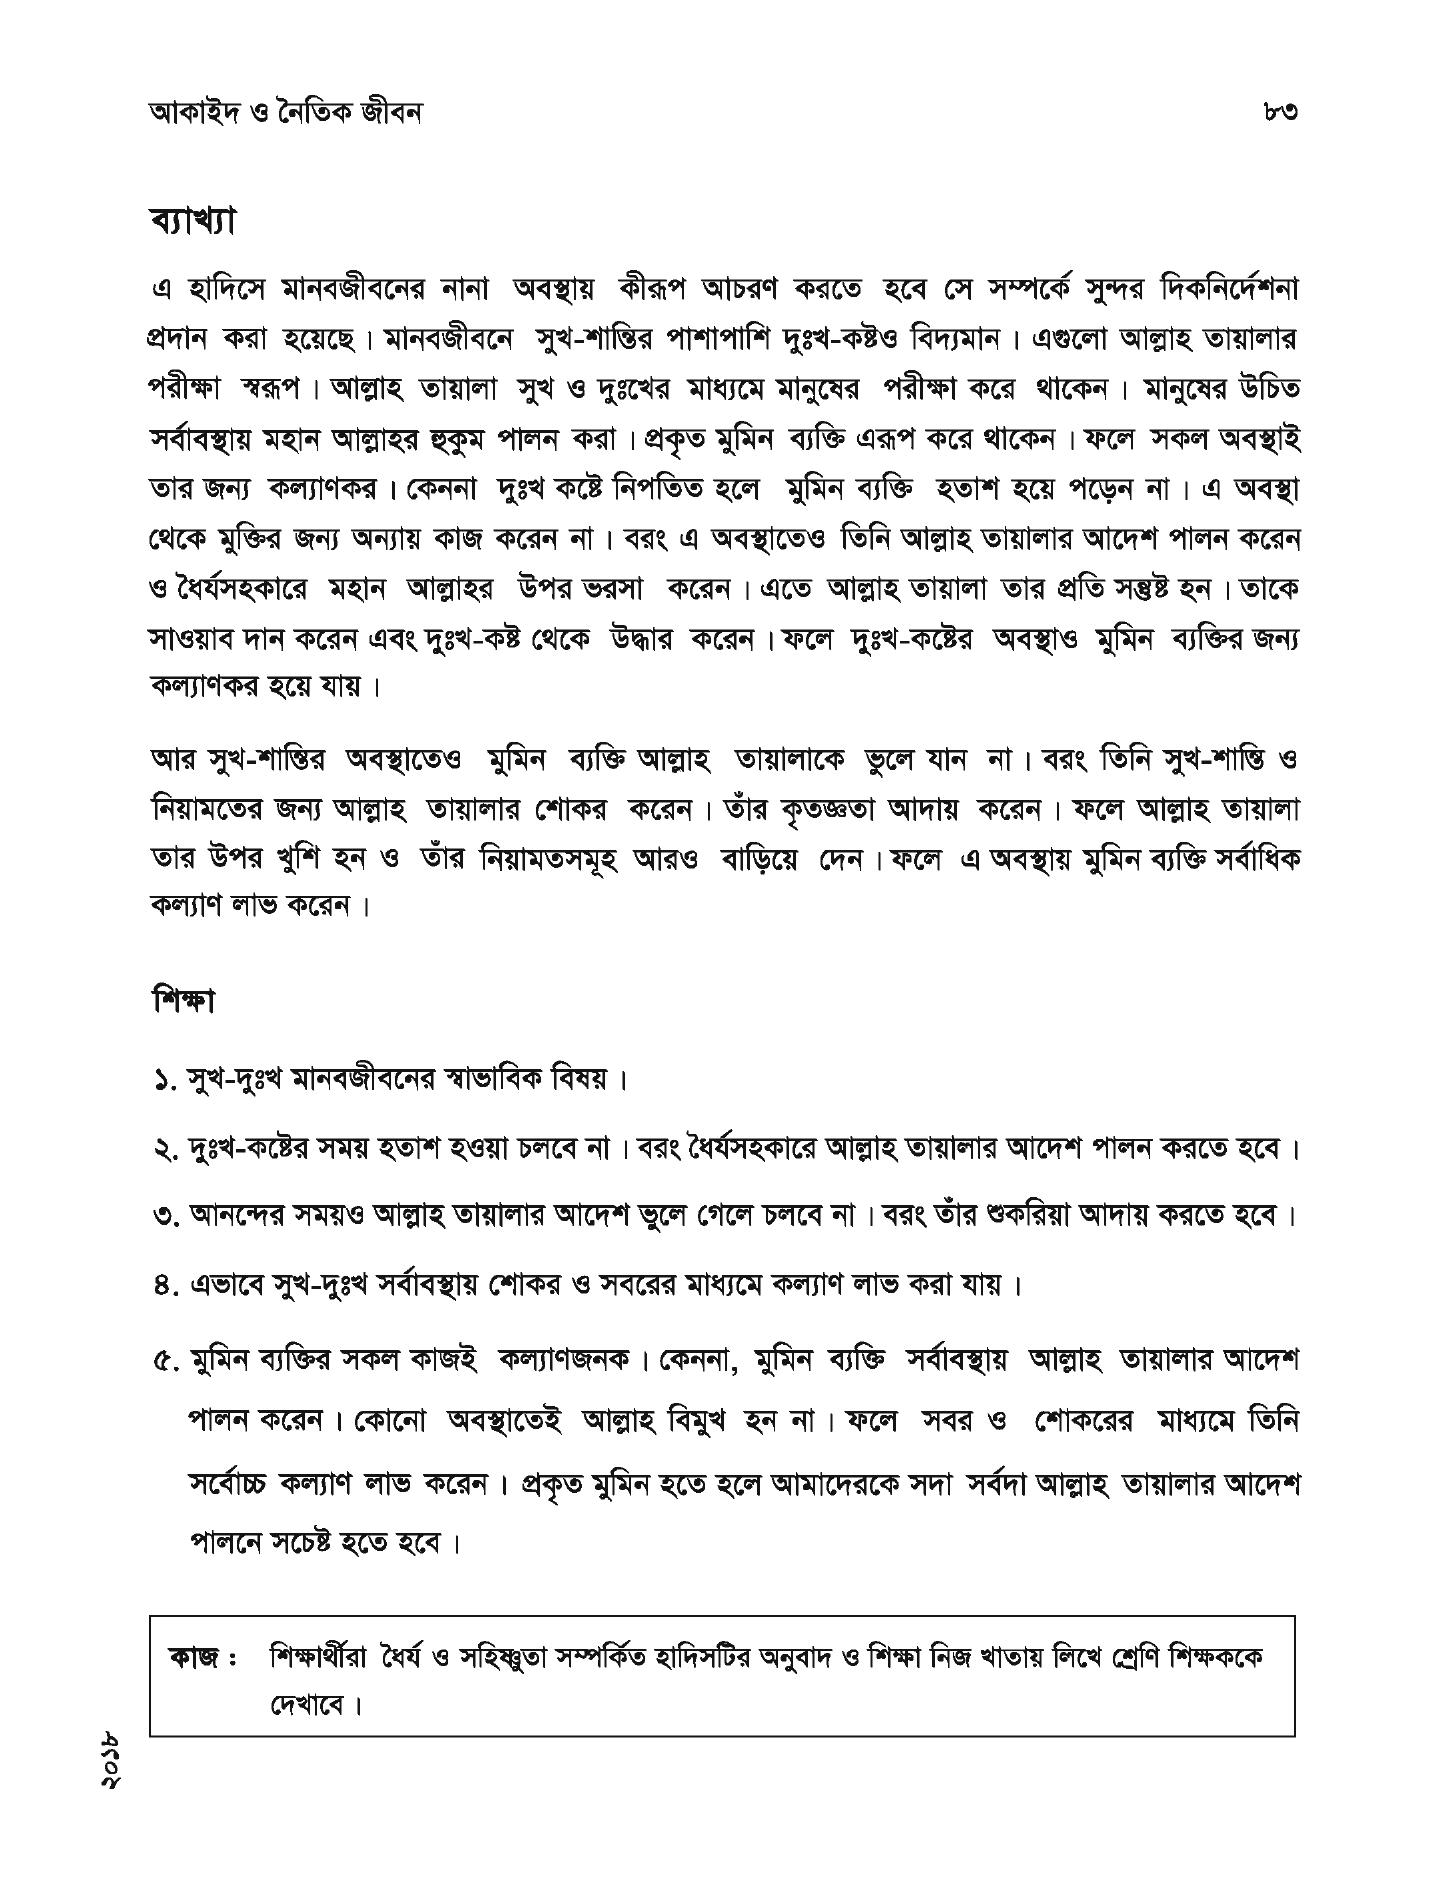 আকাইদ ও নৈতিক জীবন ৮৩
ব্যাখ্যা
এ হাদিসে মানবজীবনের নানা অবস্থায় কীরূপ আচরণ করতে হবে সে সম্পর্কে সুন্দর দিকনির্দেশনা
প্রদান করা হয়েছে। মানবজীবনে সুখ-শান্তির পাশাপাশি দুঃখ-কষ্টও বিদ্যমান। এগুলো আল্লাহ তায়ালার
পরীক্ষা স্বরূপ। আল্লাহ তায়ালা সুখ ও দুঃখের মাধ্যমে মানুষের পরীক্ষা করে থাকেন। মানুষের উচিত
সর্বাবস্থায় মহান আল্লাহর হুকুম পালন করা। প্রকৃত মুমিন ব্যক্তি এরূপ করে থাকেন। ফলে সকল অবস্থাই
তার জন্য কল্যাণকর। কেননা দুঃখ কষ্টে নিপতিত হলে মুমিন ব্যক্তি হতাশ হয়ে পড়েন না। এ অবস্থা
থেকে মুক্তির জন্য অন্যায় কাজ করেন না। বরং এ অবস্থাতেও তিনি আল্লাহ তায়ালার আদেশ পালন করেন
ও ধৈর্যসহকারে মহান আল্লাহর উপর ভরসা করেন। এতে আল্লাহ তায়ালা তার প্রতি সন্তুষ্ট হন। তাকে
সাওয়াব দান করেন এবং দুঃখ-কষ্ট থেকে উদ্ধার করেন। ফলে দুঃখ-কষ্টের অবস্থাও মুমিন ব্যক্তির জন্য
কল্যাণকর হয়ে যায়।
আর সুখ-শান্তির অবস্থাতেও মুমিন ব্যক্তি আল্লাহ তায়ালাকে ভুলে যান না। বরং তিনি সুখ-শান্তি ও
নিয়ামতের জন্য আল্লাহ তায়ালার শোকর করেন। তাঁর কৃতজ্ঞতা আদায় করেন। ফলে আল্লাহ তায়ালা
তার উপর খুশি হন ও তাঁর নিয়ামতসমূহ আরও বাড়িয়ে দেন। ফলে এ অবস্থায় মুমিন ব্যক্তি সর্বাধিক
কল্যাণ লাভ করেন।
শিক্ষা
১. সুখ-দুঃখ মানবজীবনের স্বাভাবিক বিষয়।
২. দুঃখ-কষ্টের সময় হতাশ হওয়া চলবে না। বরং ধৈর্যসহকারে আল্লাহ তায়ালার আদেশ পালন করতে হবে।
৩. আনন্দের সময়ও আল্লাহ তায়ালার আদেশ ভুলে গেলে চলবে না। বরং তাঁর শুকরিয়া আদায় করতে হবে।
৪. এভাবে সুখ-দুঃখ সর্বাবস্থায় শোকর ও সবরের মাধ্যমে কল্যাণ লাভ করা যায়।
৫. মুমিন ব্যক্তির সকল কাজই কল্যাণজনক। কেননা, মুমিন ব্যক্তি সর্বাবস্থায় আল্লাহ তায়ালার আদেশ
পালন করেন। কোনো অবস্থাতেই আল্লাহ বিমুখ হন না। ফলে সবর ও শোকরের মাধ্যমে তিনি
সর্বোচ্চ কল্যাণ লাভ করেন। প্রকৃত মুমিন হতে হলে আমাদেরকে সদা সর্বদা আল্লাহ তায়ালার আদেশ
পালনে সচেষ্ট হতে হবে।
কাজ : শিক্ষার্থীরা ধৈর্য ও সহিষ্ণুতা সম্পর্কিত হাদিসটির অনুবাদ ও শিক্ষা নিজ খাতায় লিখে শ্রেণি শিক্ষককে
দেখাবে।
২০১৮